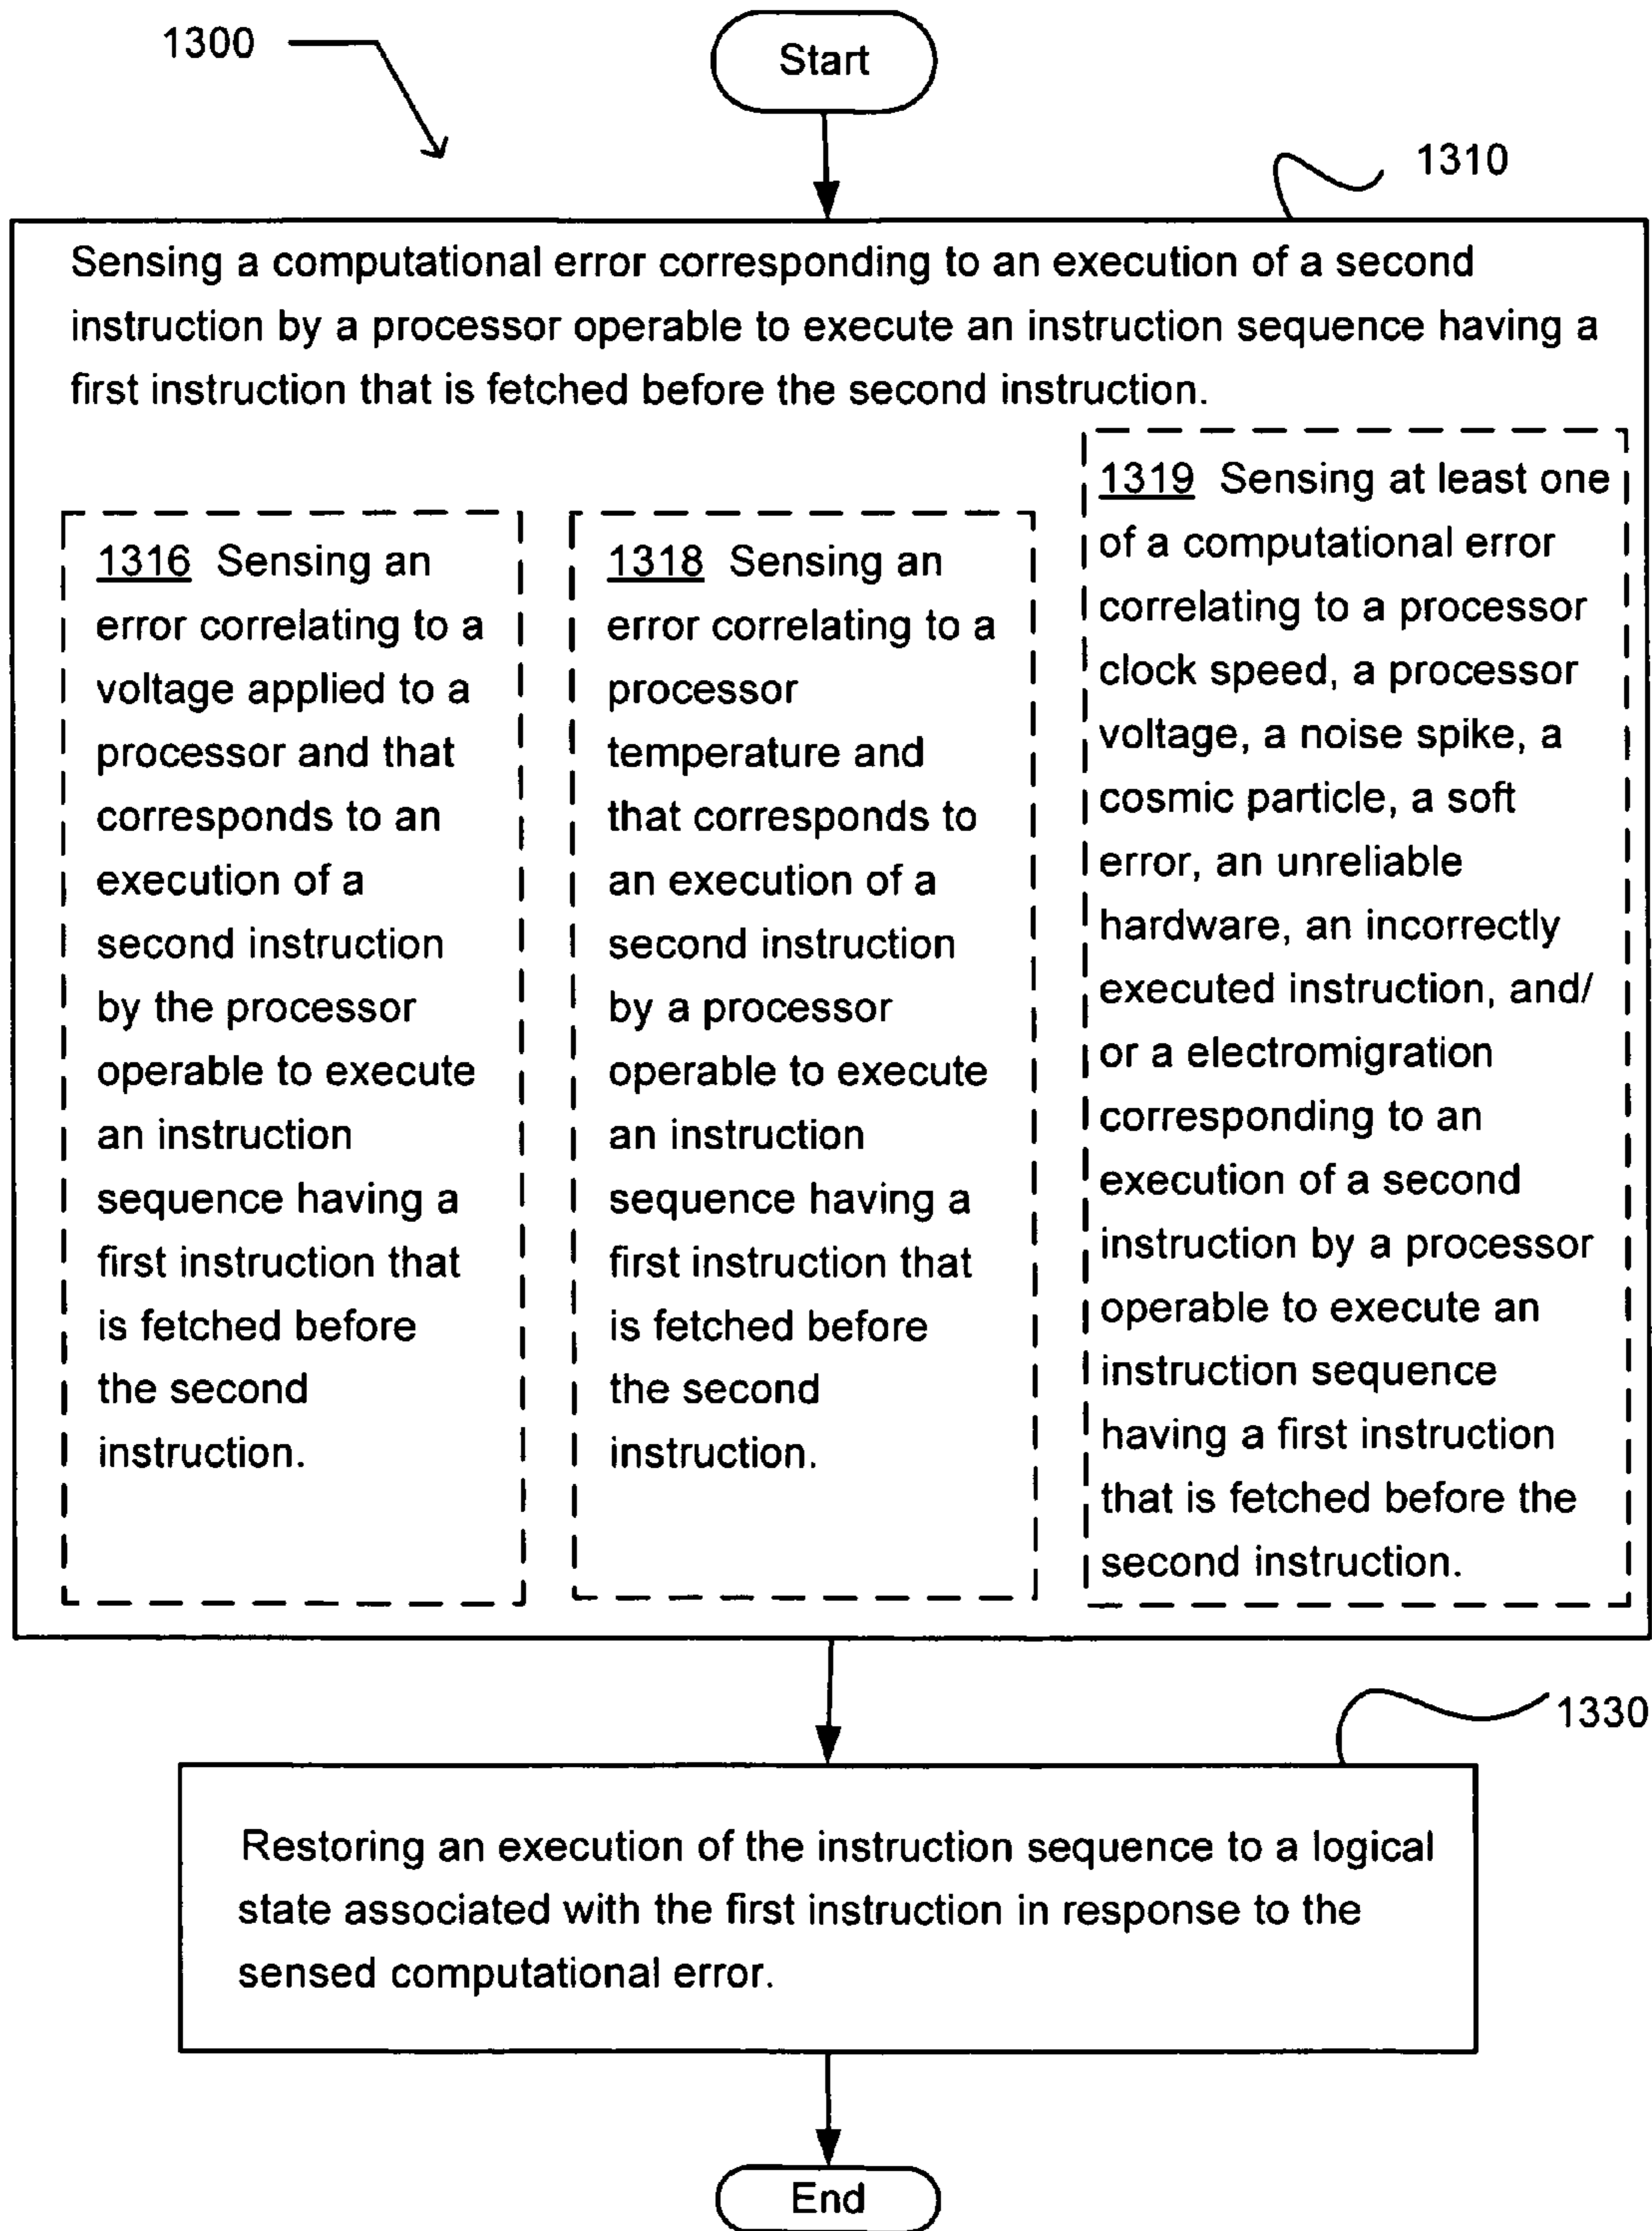 1300
Start
1310
Sensing a computational error corresponding to an execution of a second
instruction by a processor operable to execute an instruction sequence having a
first instruction that is fetched before the second instruction.
1316 Sensing an
error correlating to a
voltage applied to a
processor and that
corresponds to an
execution of a
second instruction
by the processor
operable to execute
an instruction
sequence having a
first instruction that
is fetched before
the second
instruction.
1318 Sensing an
error correlating to a
processor
temperature and
that corresponds to
an execution of a
second instruction
by a processor
operable to execute
an instruction
sequence having a
first instruction that
is fetched before
the second
instruction.
1319 Sensing at least one
of a computational error
correlating to a processor
clock speed, a processor
voltage, a noise spike, a
cosmic particle, a soft
error, an unreliable
hardware, an incorrectly
executed instruction, and/
or a electromigration
corresponding to an
execution of a second
instruction by a processor
operable to execute an
instruction sequence
having a first instruction
that is fetched before the
second instruction.
1330
Restoring an execution of the instruction sequence to a logical
state associated with the first instruction in response to the
sensed computational error.
End